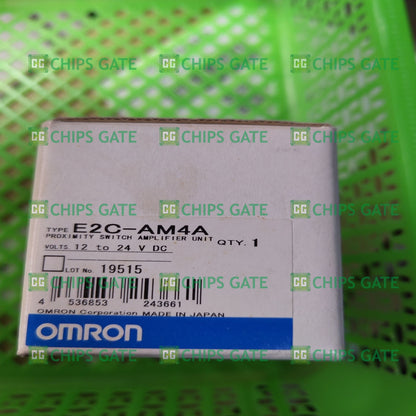 CHIPS GATE CHIPS GATE
CHIPS GATE CHIPS GATE CHIPS GATE
TYPE E2C-AM4A
PROXIMITY SWITCH AMPLIFIER UNIT QTY. 1
VOLTS 12 to 24 V DC
CHIPS GATE CHIPS GATE CHIPS GATE
LOT No. 19515
4 536853 243661
CHIPS GATE CHIPS GATE CHIPS GATE
OMRON Corporation MADE IN JAPAN
OMRON
CHIPS GATE CHIPS GATE CHIPS GATE